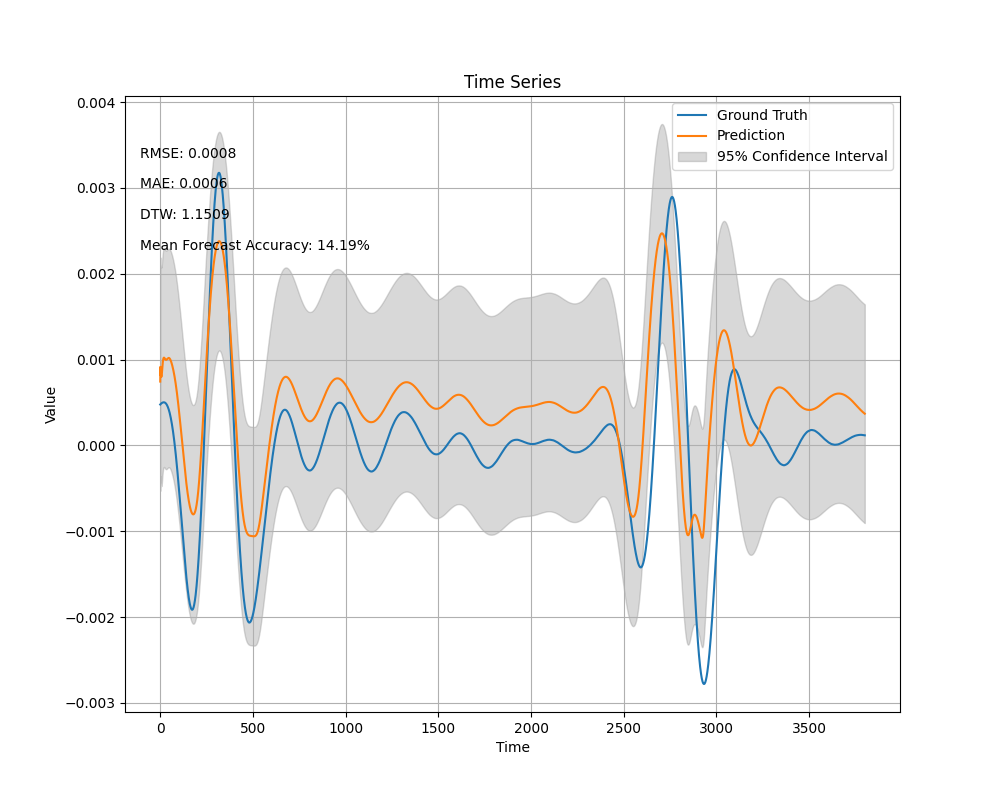 Time Series
Ground Truth
Prediction
95% Confidence Interval
RMSE: 0.0008
MAE: 0.0006
DTW: 1.1509
Mean Forecast Accuracy: 14.19%
0.004
0.003
0.002
0.001
0.000
−0.001
−0.002
−0.003
Value
0 500 1000 1500 2000 2500 3000 3500
Time